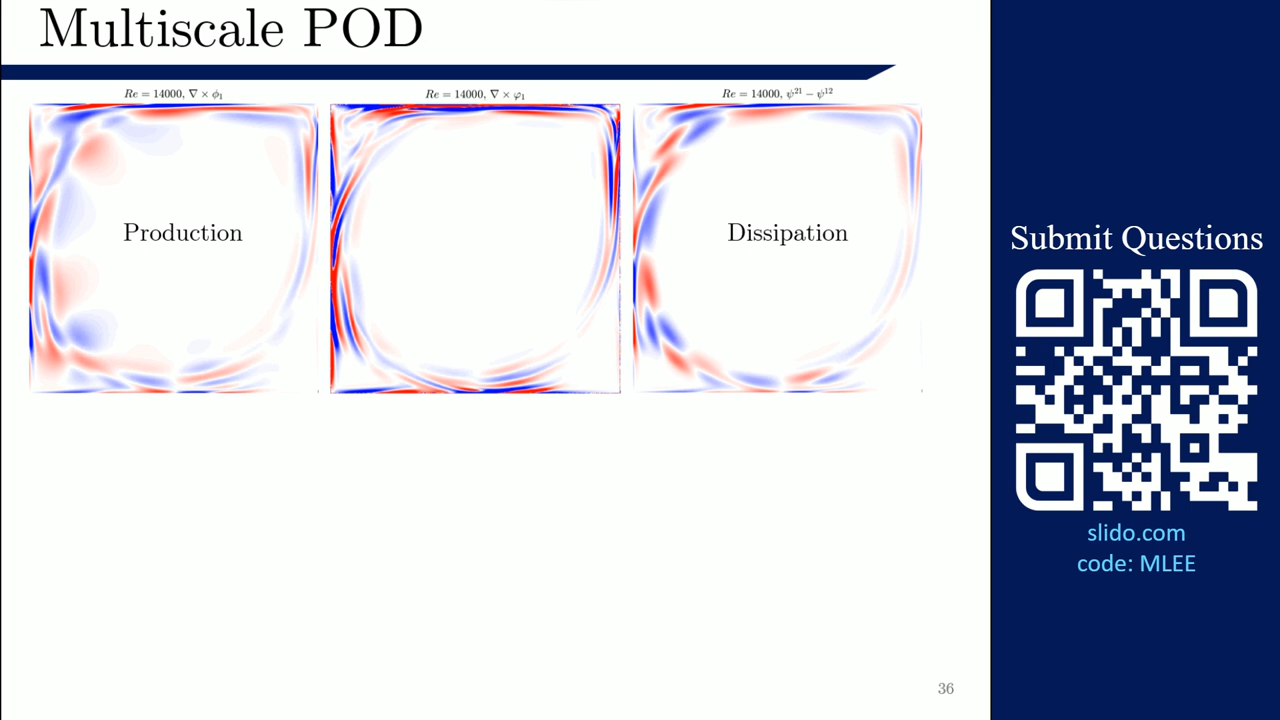 Multiscale POD
Re = 14000, ∇ × ϕ₁
Re = 14000, ∇ × φ₁
Re = 14000, ψ²¹ − ψ¹²
Production
Dissipation
Submit Questions
slido.com
code: MLEE
36